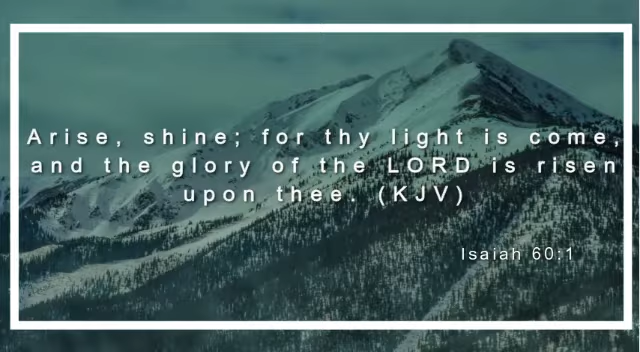 Arise, shine; for thy light is come,
and the glory of the LORD is risen
upon thee. (KJV)
Isaiah 60:1